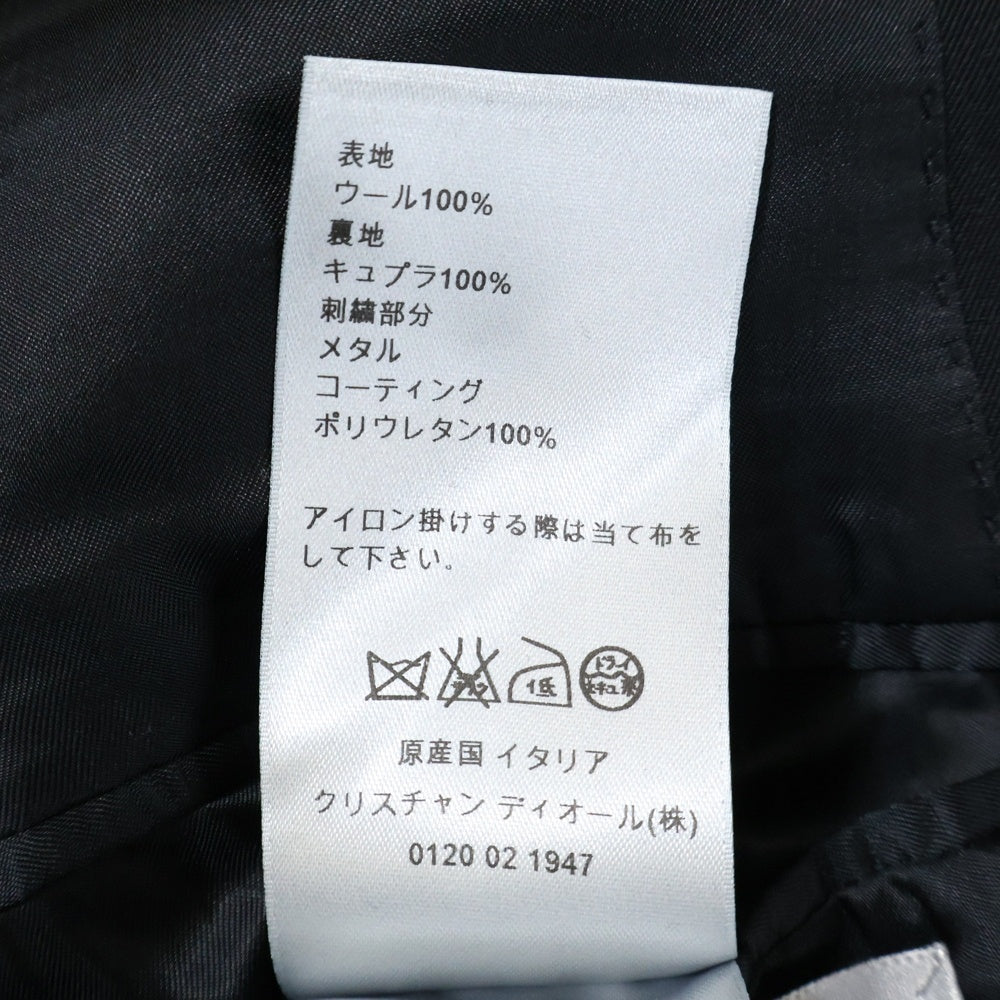 表地
ウール100%
裏地
キュプラ100%
刺繍部分
メタル
コーティング
ポリウレタン100%
アイロン掛けする際は当て布を
して下さい。
低
ドライ
原産国 イタリア
クリスチャン ディオール(株)
0120 02 1947